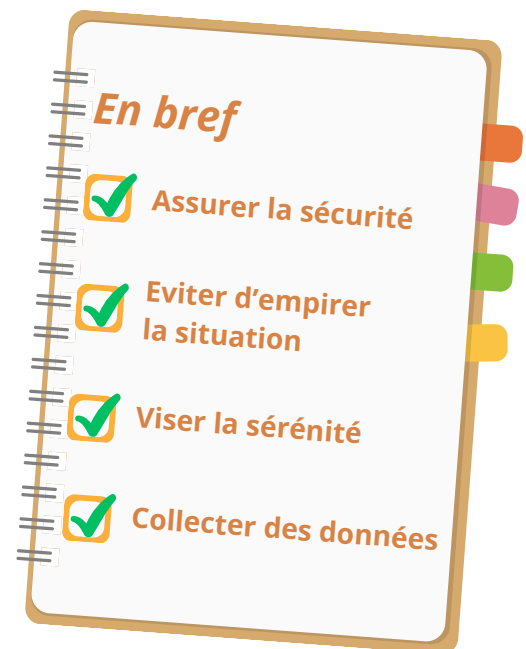 En bref
Assurer la sécurité
Eviter d’empirer
la situation
Viser la sérénité
Collecter des données